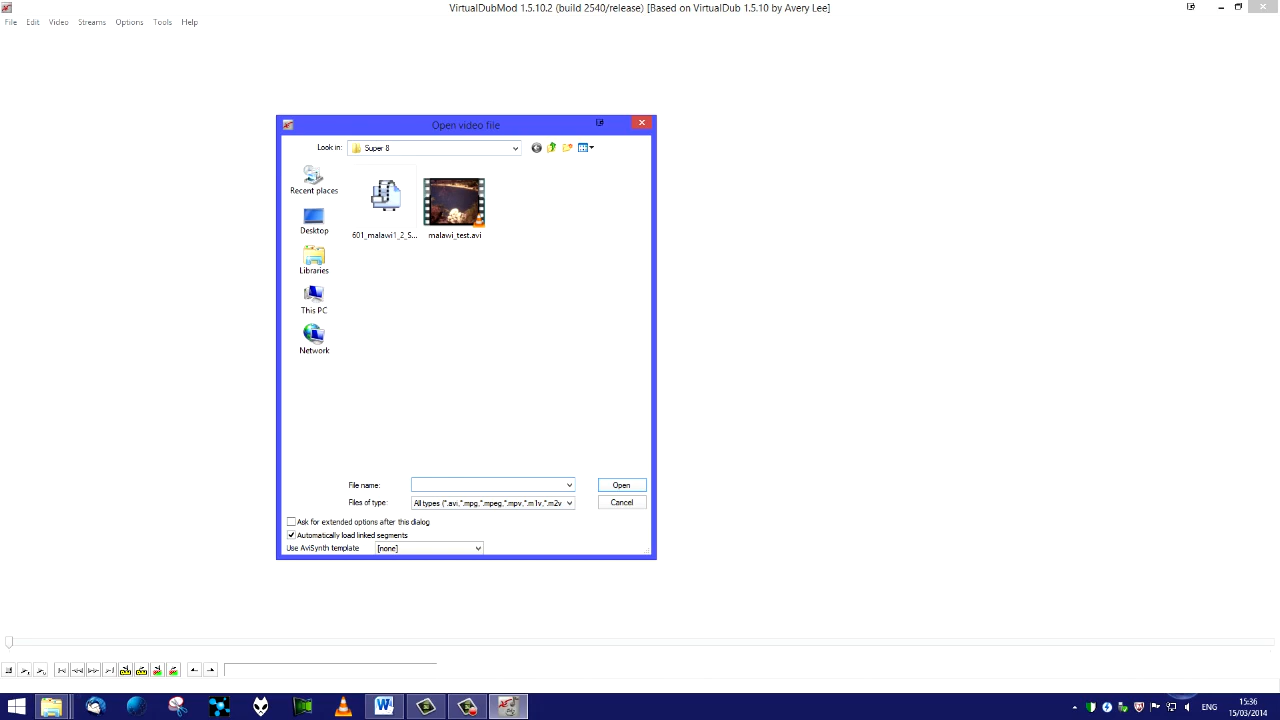 VirtualDubMod 1.5.10.2 (build 2540/release) [Based on VirtualDub 1.5.10 by Avery Lee]
File Edit Video Streams Options Tools Help
Open video file
Look in: Super 8
Recent places
Desktop
Libraries
This PC
Network
601_malawi1_2_S... malawi_test.avi
File name: Open
Files of type: All types (*.avi,*.mpg,*.mpeg,*.mpv,*.m1v,*.m2v Cancel
Ask for extended options after this dialog
Automatically load linked segments
Use AviSynth template [none]
ENG 15:36
15/03/2014